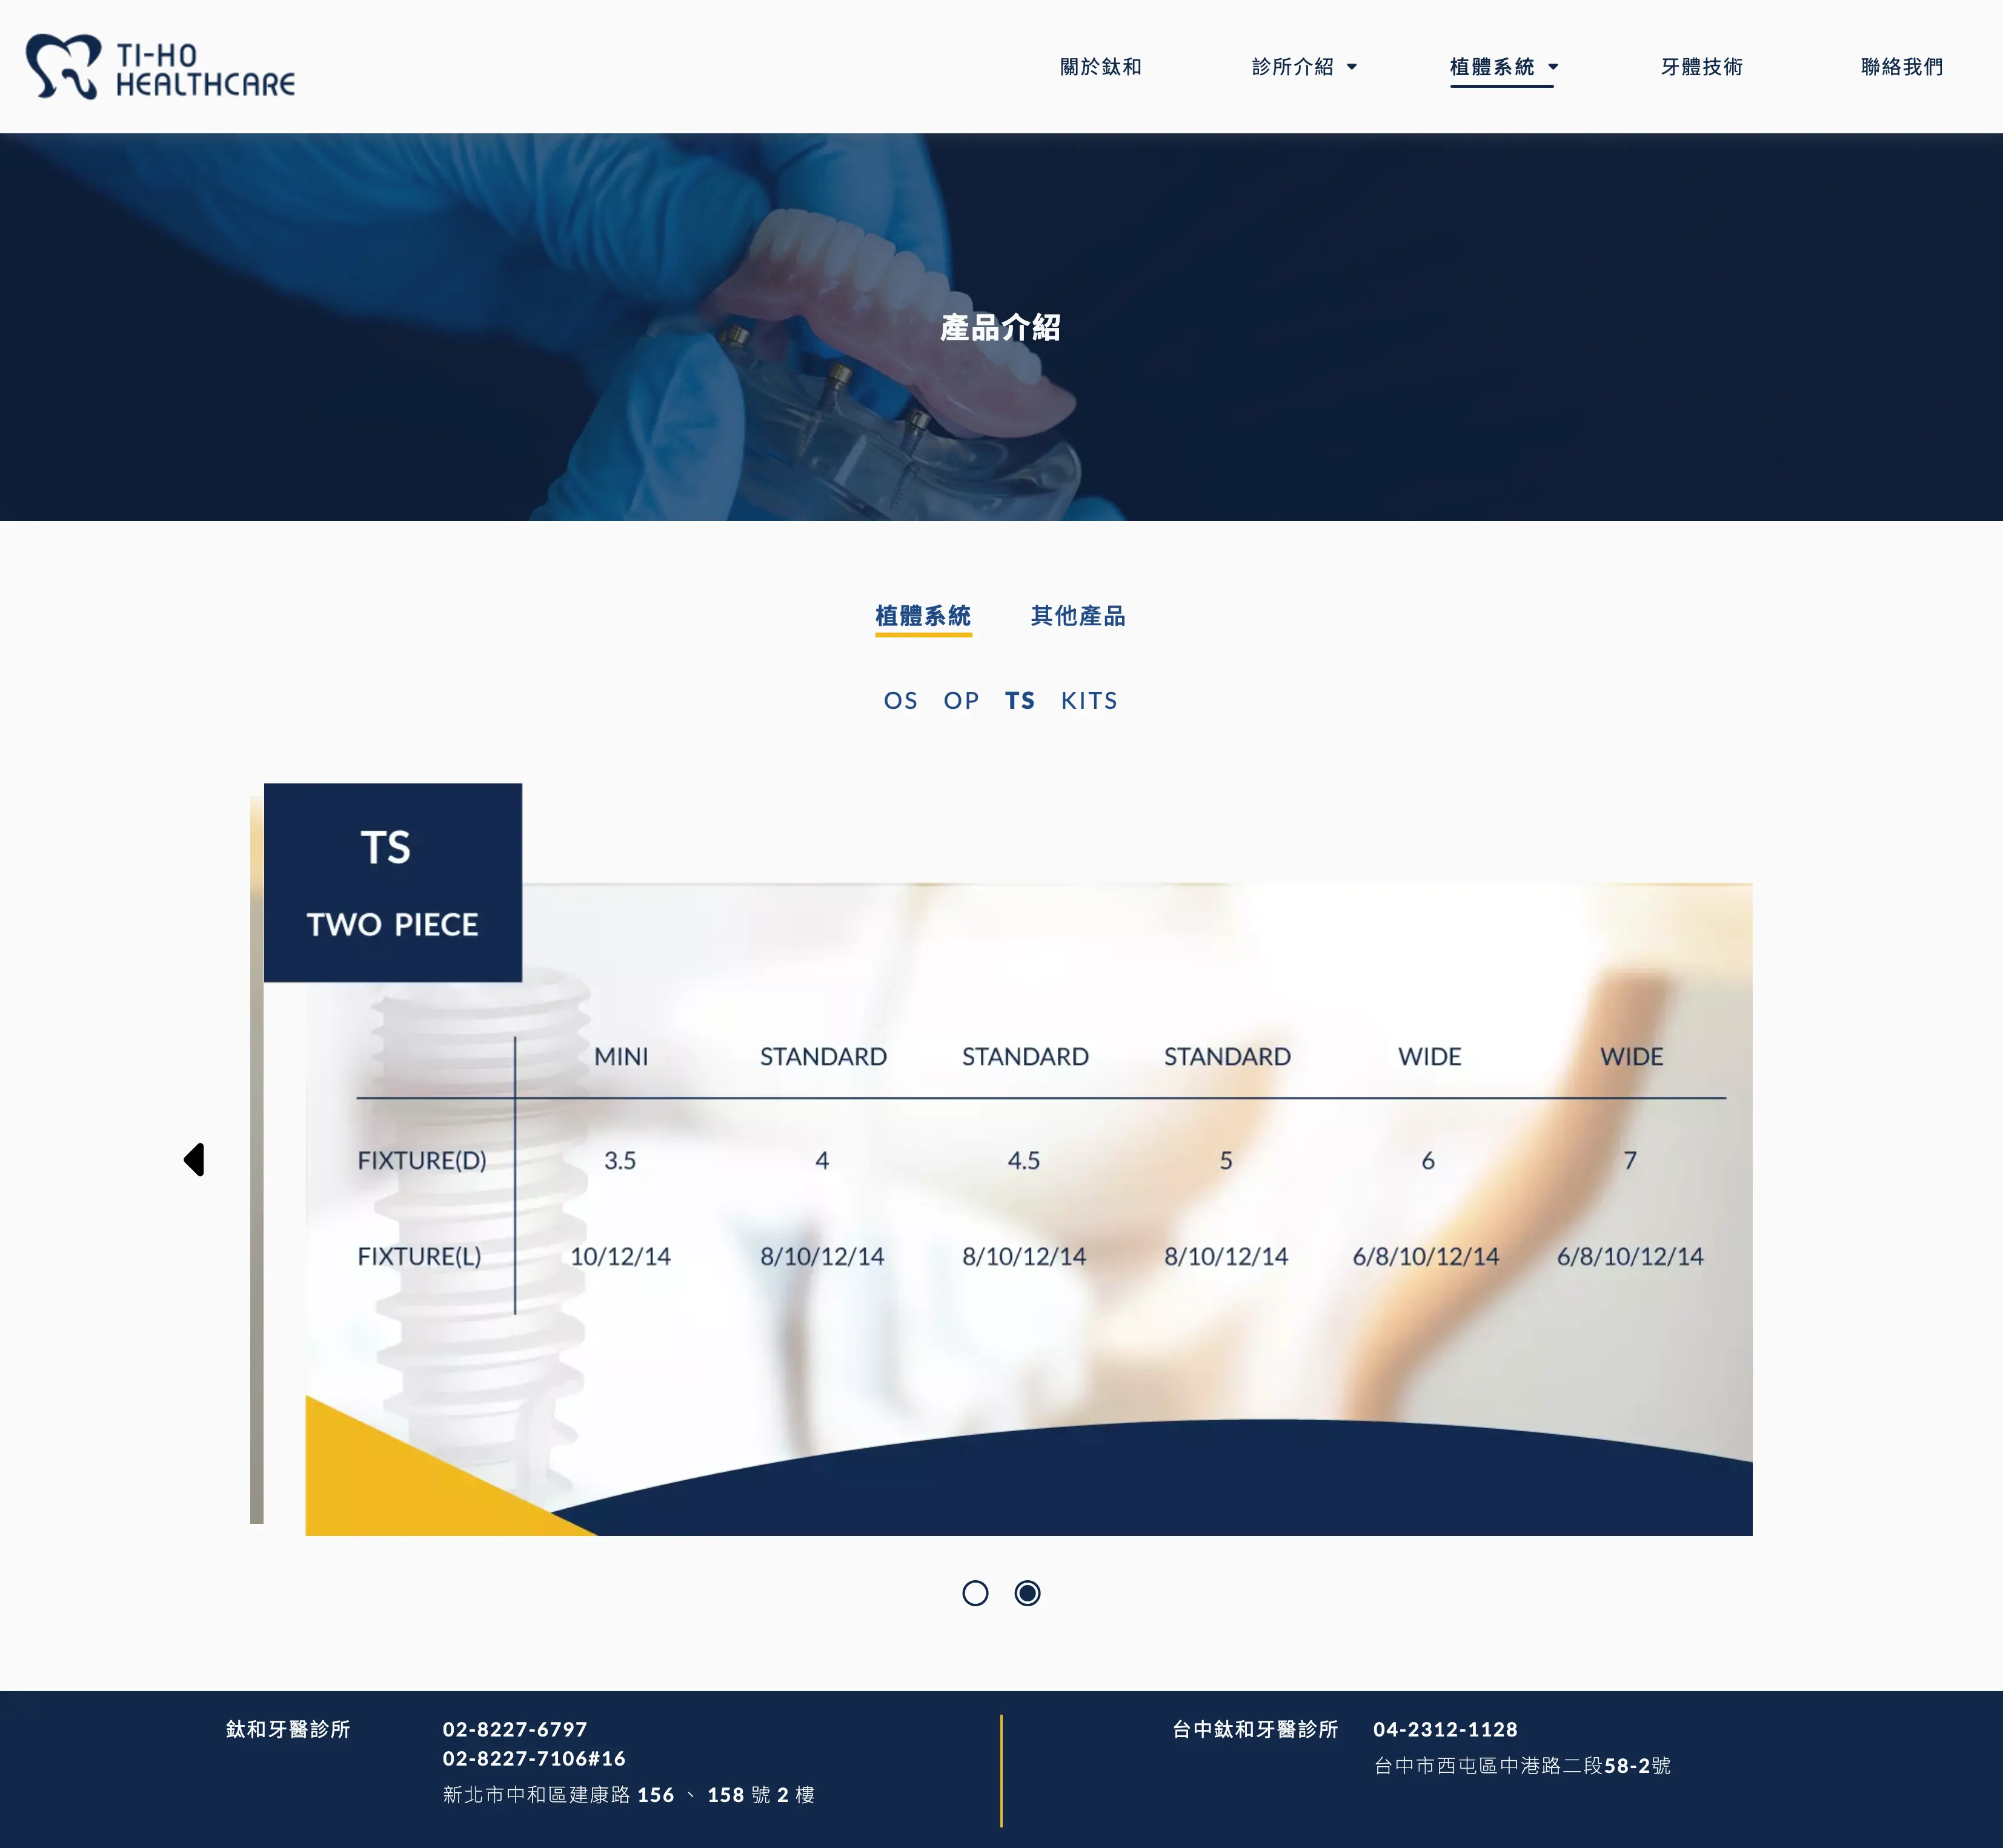 TI-HO
HEALTHCARE
關於鈦和
診所介紹
植體系統
牙體技術
聯絡我們
產品介紹
植體系統 其他產品
OS OP TS KITS
TS
TWO PIECE
MINI STANDARD STANDARD STANDARD WIDE WIDE
FIXTURE(D) 3.5 4 4.5 5 6 7
FIXTURE(L) 10/12/14 8/10/12/14 8/10/12/14 8/10/12/14 6/8/10/12/14 6/8/10/12/14
鈦和牙醫診所
02-8227-6797
02-8227-7106#16
新北市中和區建康路 156 、 158 號 2 樓
台中鈦和牙醫診所
04-2312-1128
台中市西屯區中港路二段58-2號